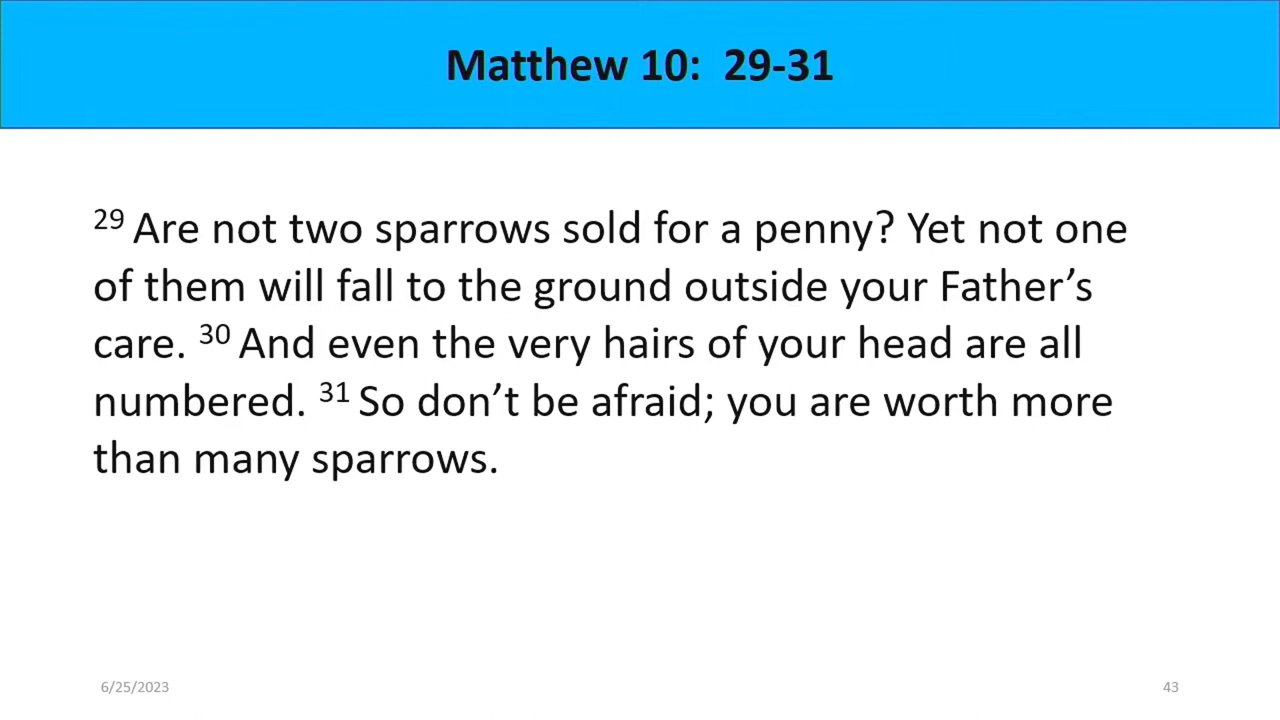 Matthew 10:  29-31
29 Are not two sparrows sold for a penny? Yet not one
of them will fall to the ground outside your Father’s
care. 30 And even the very hairs of your head are all
numbered. 31 So don’t be afraid; you are worth more
than many sparrows.
6/25/2023
43